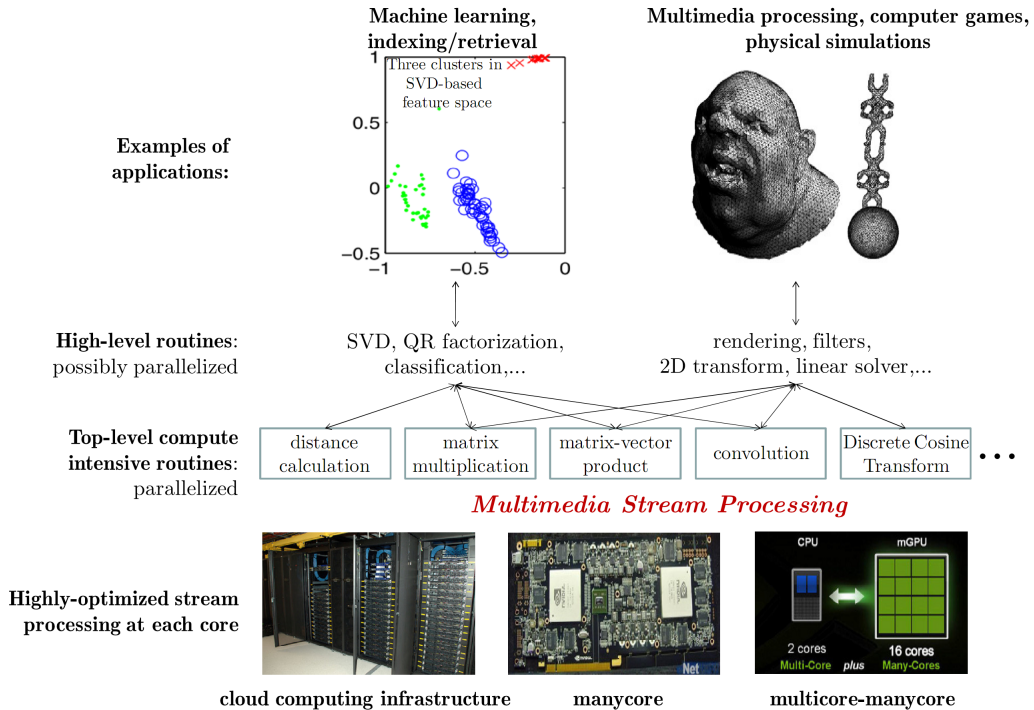 Machine learning,
indexing/retrieval
Multimedia processing, computer games,
physical simulations
Three clusters in
SVD-based
feature space
1
0.5
0
−0.5
−1
−0.5
0
Examples of
applications:
High-level routines:
possibly parallelized
SVD, QR factorization,
classification,...
rendering, filters,
2D transform, linear solver,...
Top-level compute
intensive routines:
parallelized
distance
calculation
matrix
multiplication
matrix-vector
product
convolution
Discrete Cosine
Transform
• • •
Multimedia Stream Processing
Highly-optimized stream
processing at each core
NVIDIA
NVIDIA
Net
CPU
mGPU
2 cores
16 cores
Multi-Core plus Many-Cores
cloud computing infrastructure
manycore
multicore-manycore